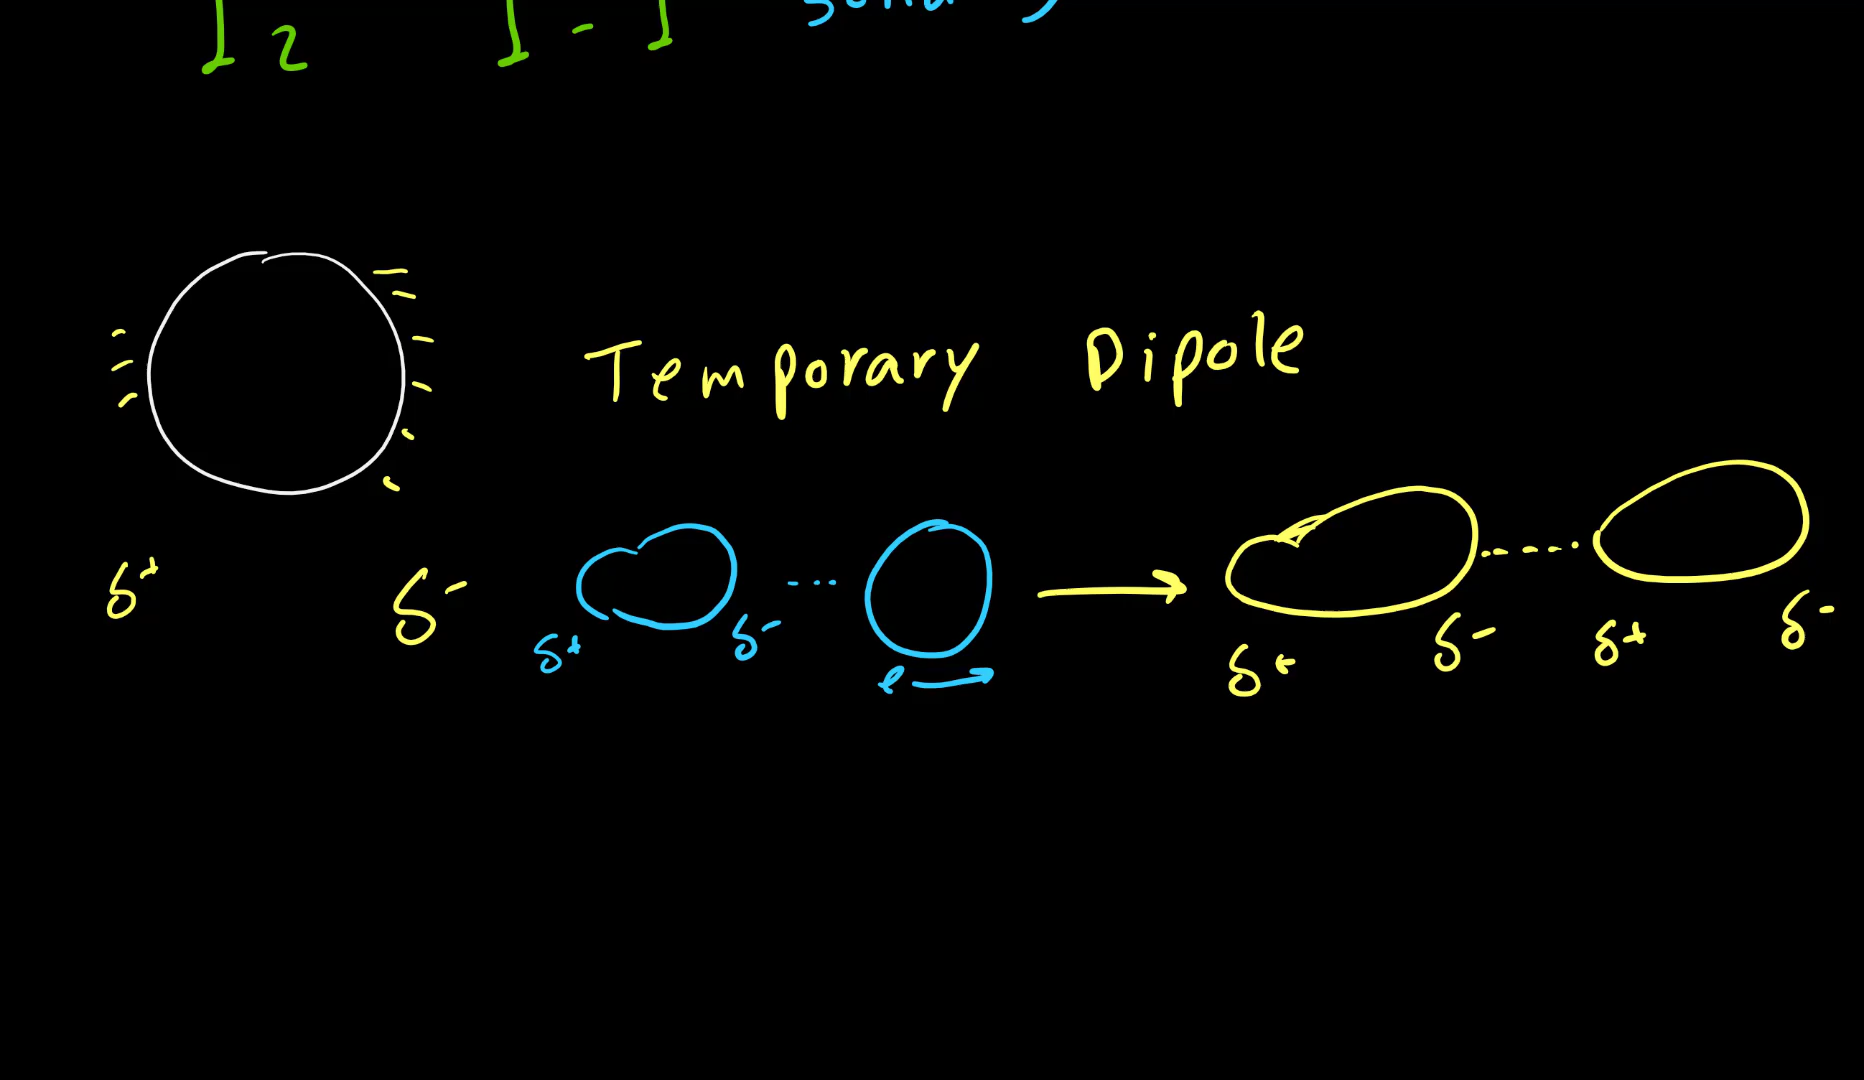 I2 I-I
Temporary Dipole
δ+ δ- δ+ δ- e → δ+ δ- δ+ δ-